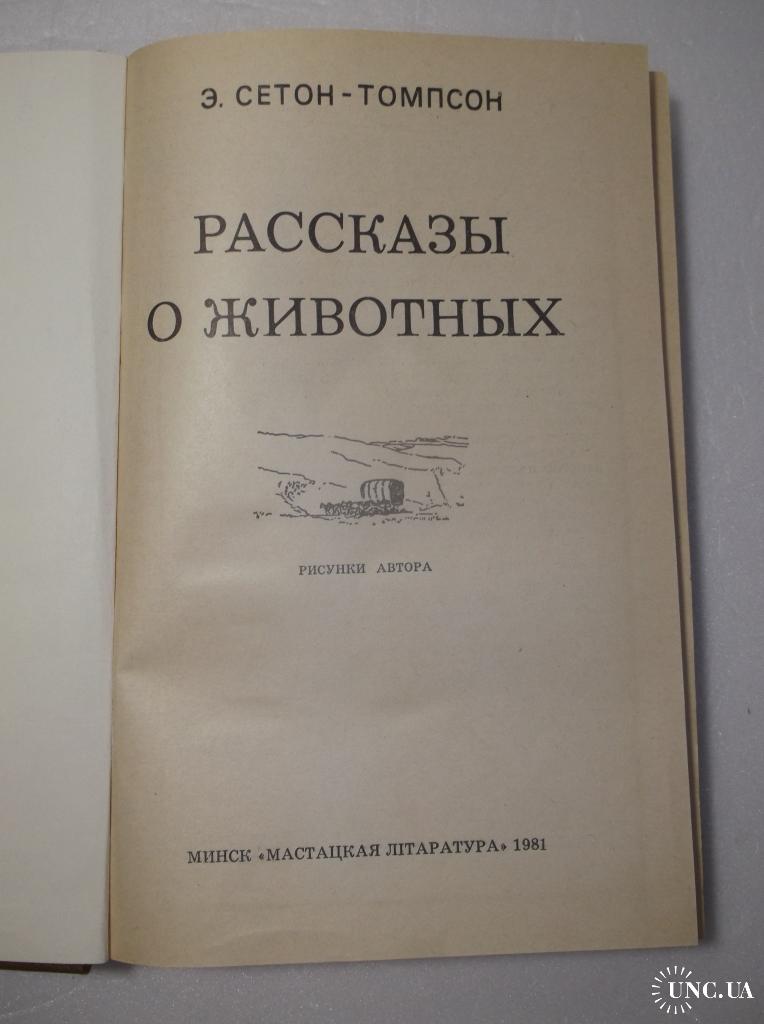 Э. СЕТОН-ТОМПСОН
РАССКАЗЫ
О ЖИВОТНЫХ
РИСУНКИ АВТОРА
МИНСК «МАСТАЦКАЯ ЛІТАРАТУРА» 1981
UNC.UA